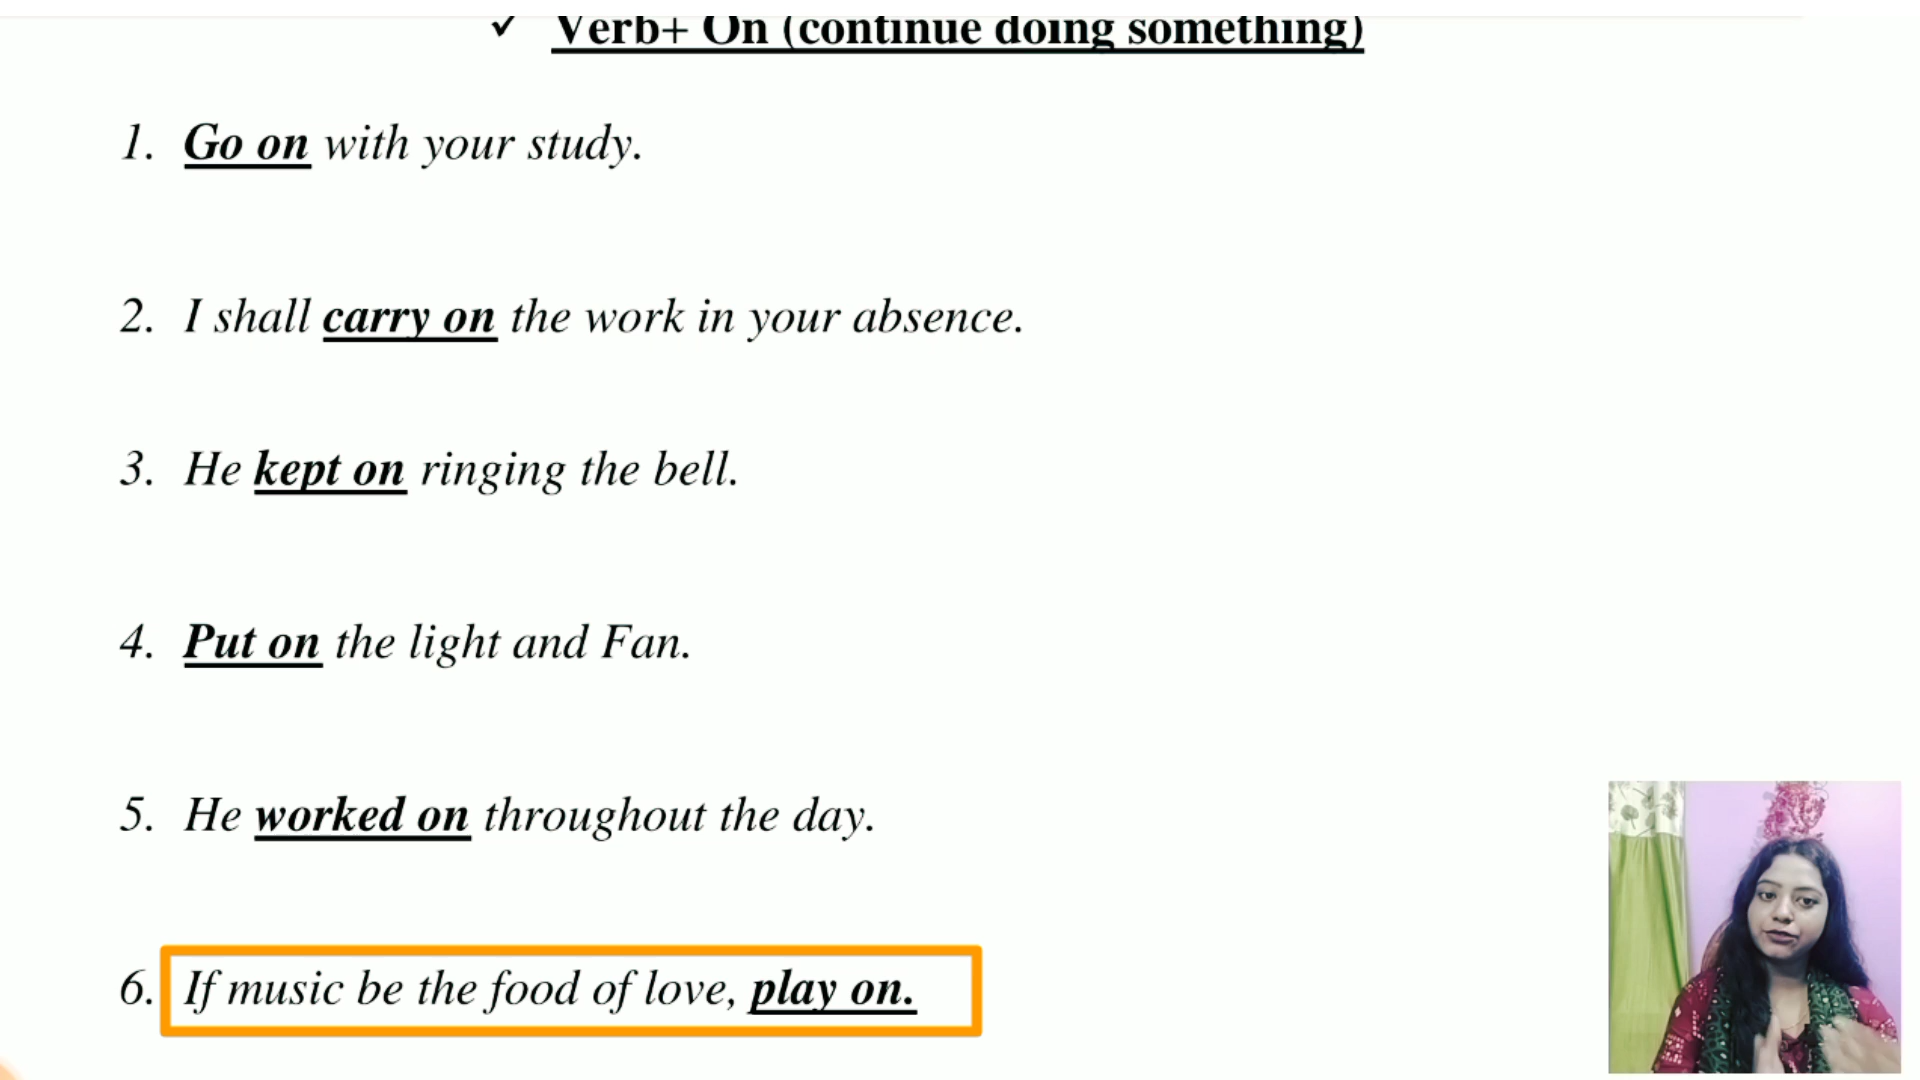 ✓ Verb+ On (continue doing something)
1. Go on with your study.
2. I shall carry on the work in your absence.
3. He kept on ringing the bell.
4. Put on the light and Fan.
5. He worked on throughout the day.
6. If music be the food of love, play on.